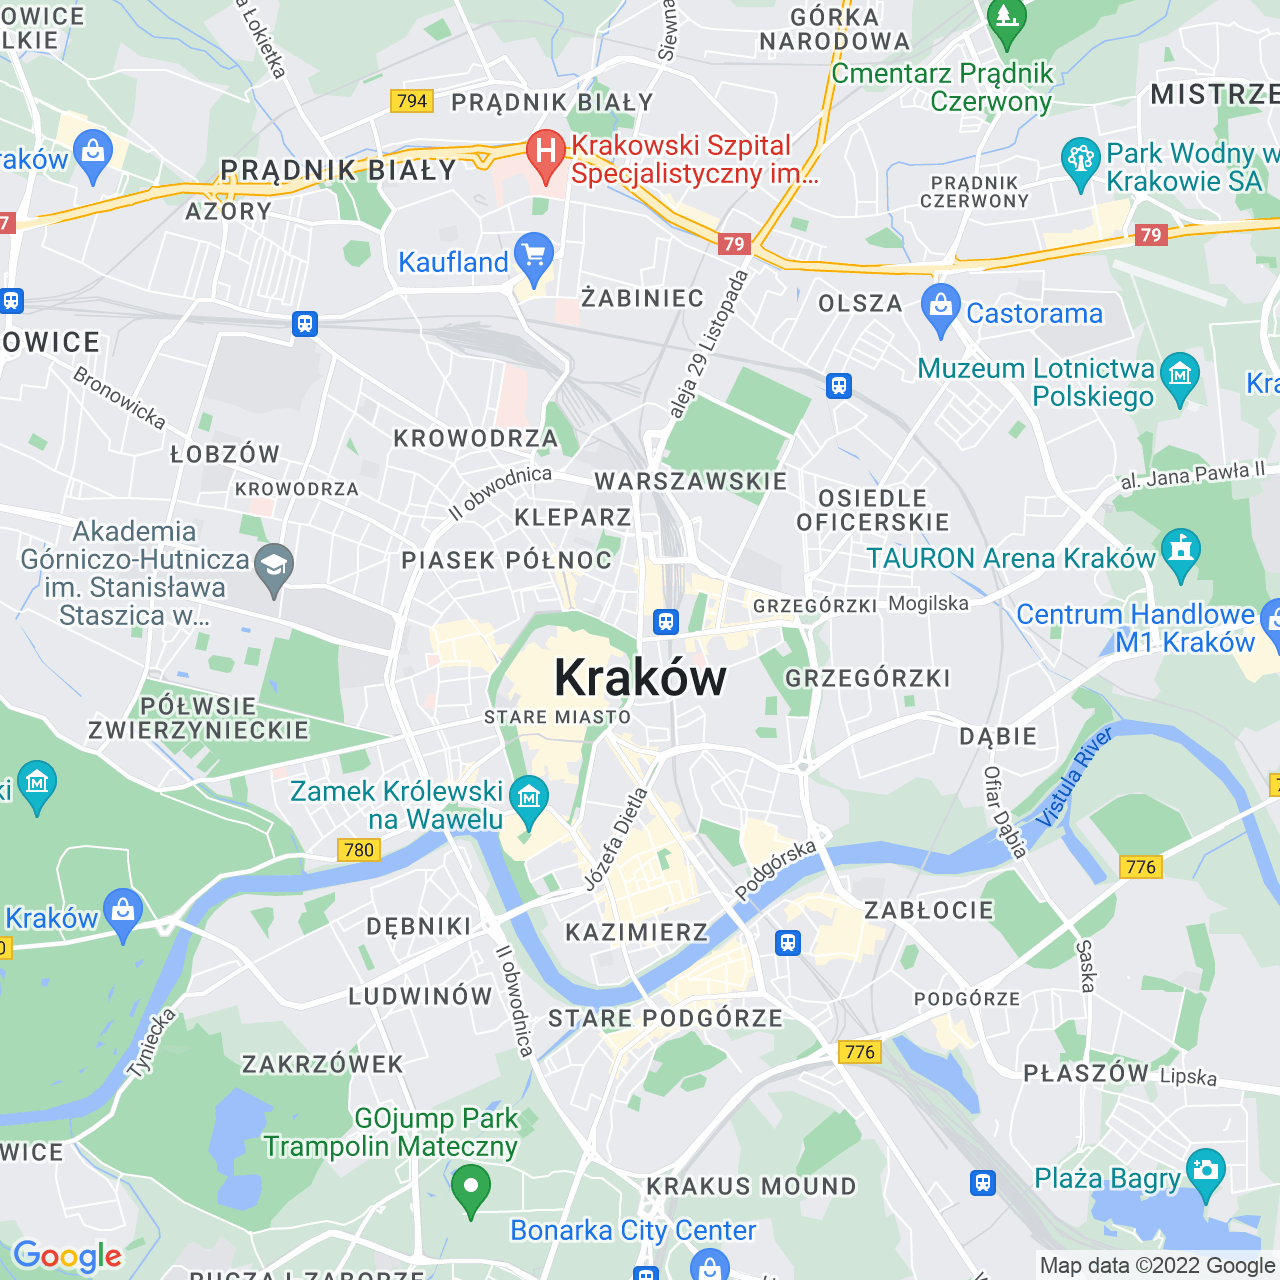 OWICE
LKIE
a Łokietka
Siewne
GÓRKA
NARODOWA
Cmentarz Prądnik
Czerwony
MISTRZE
794
PRĄDNIK BIAŁY
raków
PRĄDNIK BIAŁY
Krakowski Szpital
Specjalistyczny im...
Park Wodny w
Krakowie SA
PRĄDNIK
CZERWONY
AZORY
7
79
79
Kaufland
ŻABINIEC
OLSZA
Castorama
aleja 29 Listopada
OWICE
Bronowicka
Muzeum Lotnictwa
Polskiego
Kra
KROWODRZA
ŁOBZÓW
KROWODRZA
II obwodnica
WARSZAWSKIE
al. Jana Pawła II
OSIEDLE
OFICERSKIE
KLEPARZ
PIASEK PÓŁNOC
Akademia
Górniczo-Hutnicza
im. Stanisława
Staszica w...
TAURON Arena Kraków
GRZEGÓRZKI
Mogilska
Centrum Handlowe
M1 Kraków
Kraków
GRZEGÓRZKI
STARE MIASTO
PÓŁWSIE
ZWIERZYNIECKIE
DĄBIE
Vistula River
Ofiar Dąbia
ki
Zamek Królewski
na Wawelu
7
Józefa Dietla
780
Podgórska
776
Kraków
DĘBNIKI
KAZIMIERZ
ZABŁOCIE
0
II obwodnica
Saska
LUDWINÓW
PODGÓRZE
STARE PODGÓRZE
Tyniecka
ZAKRZÓWEK
776
PŁASZÓW
Lipska
GOjump Park
Trampolin Mateczny
WICE
KRAKUS MOUND
Plaża Bagry
Bonarka City Center
Google
RUCZAJ-ZABORZE
Map data ©2022 Google